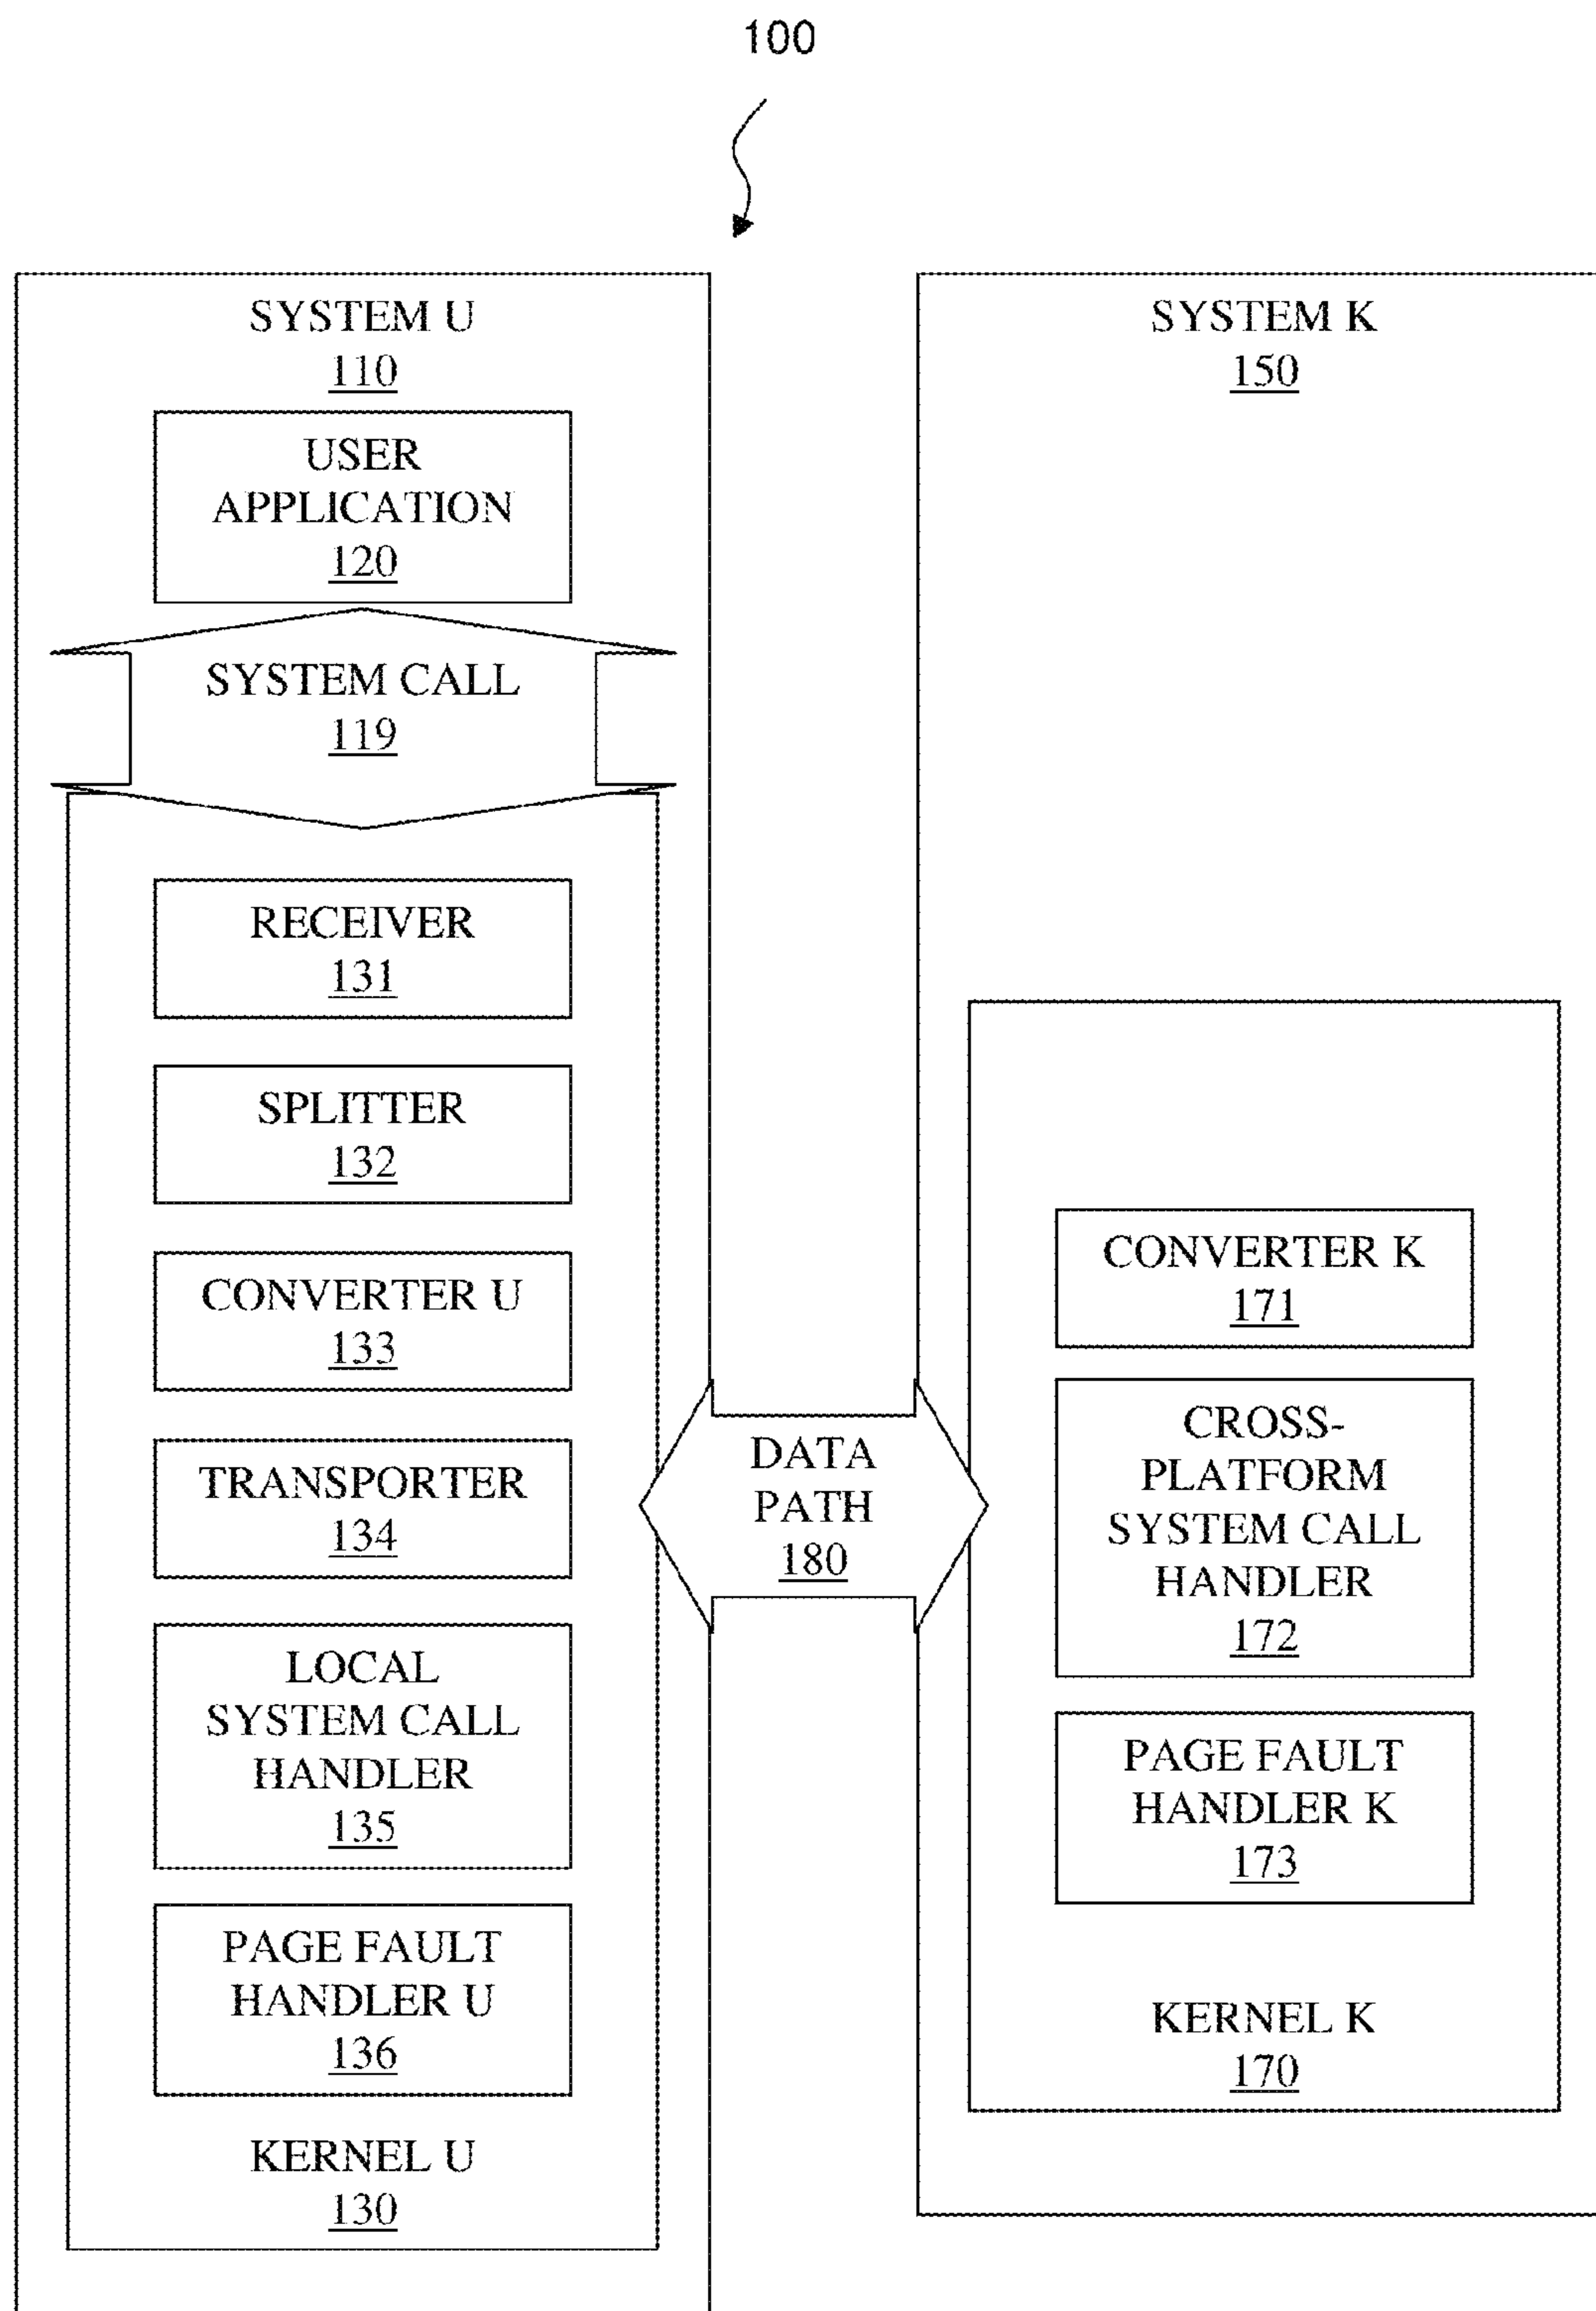 100
SYSTEM U
110
USER
APPLICATION
120
SYSTEM CALL
119
RECEIVER
131
SPLITTER
132
CONVERTER U
133
TRANSPORTER
134
LOCAL
SYSTEM CALL
HANDLER
135
PAGE FAULT
HANDLER U
136
KERNEL U
130
DATA
PATH
180
SYSTEM K
150
CONVERTER K
171
CROSS-
PLATFORM
SYSTEM CALL
HANDLER
172
PAGE FAULT
HANDLER K
173
KERNEL K
170